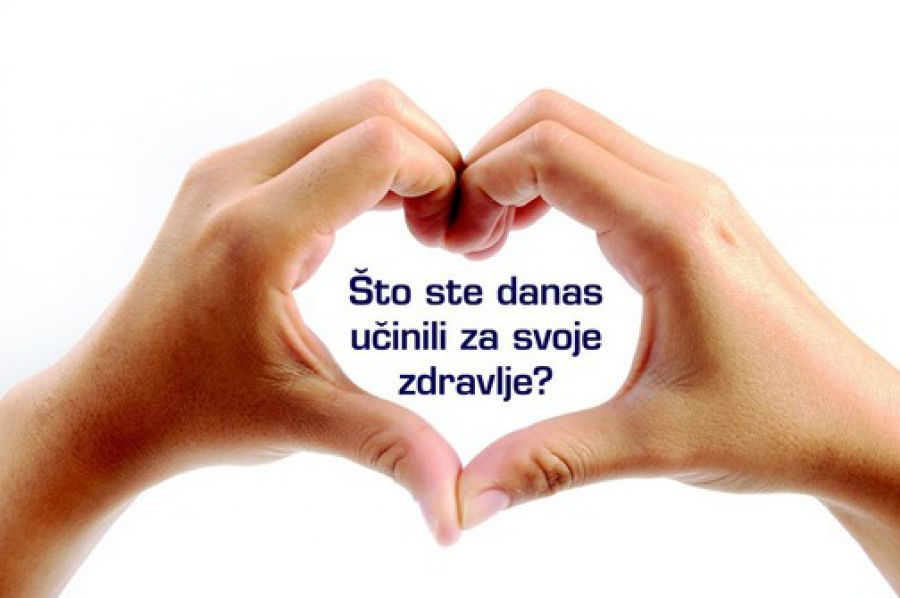 Što ste danas
učinili za svoje
zdravlje?